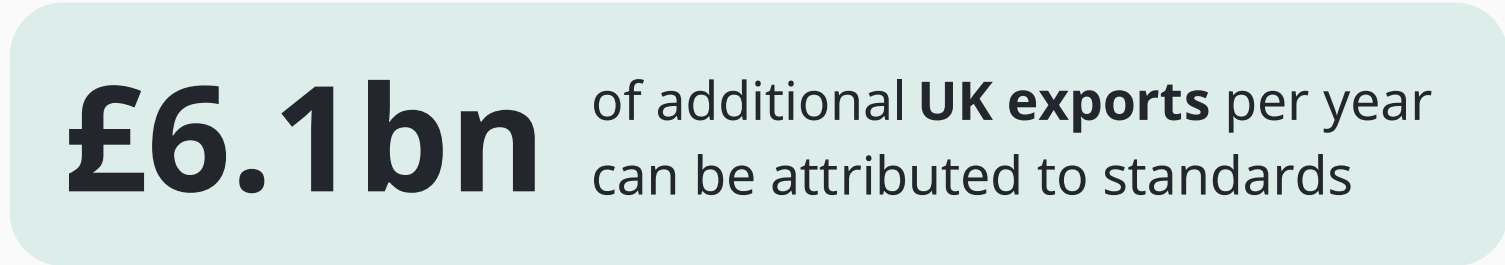 £6.1bn
of additional UK exports per year
can be attributed to standards